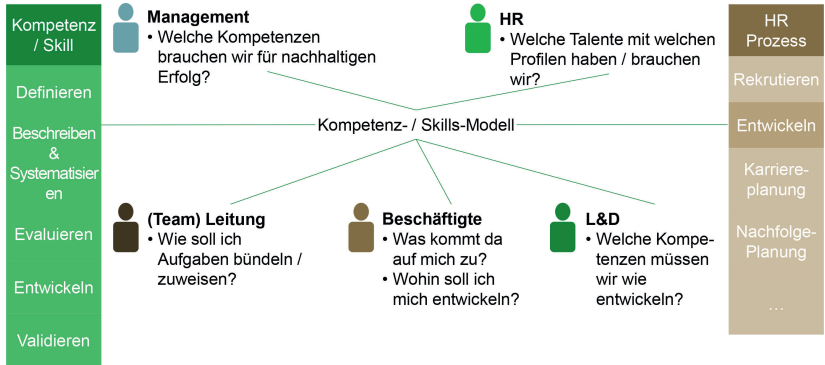 Kompetenz
/ Skill
Definieren
Beschreiben
&
Systematisier
en
Evaluieren
Entwickeln
Validieren
Management
• Welche Kompetenzen
brauchen wir für nachhaltigen
Erfolg?
HR
• Welche Talente mit welchen
Profilen haben / brauchen
wir?
Kompetenz- / Skills-Modell
(Team) Leitung
• Wie soll ich
Aufgaben bündeln /
zuweisen?
Beschäftigte
• Was kommt da
auf mich zu?
• Wohin soll ich
mich entwickeln?
L&D
• Welche Kompe-
tenzen müssen
wir wie
entwickeln?
HR
Prozess
Rekrutieren
Entwickeln
Karriere-
planung
Nachfolge-
Planung
…